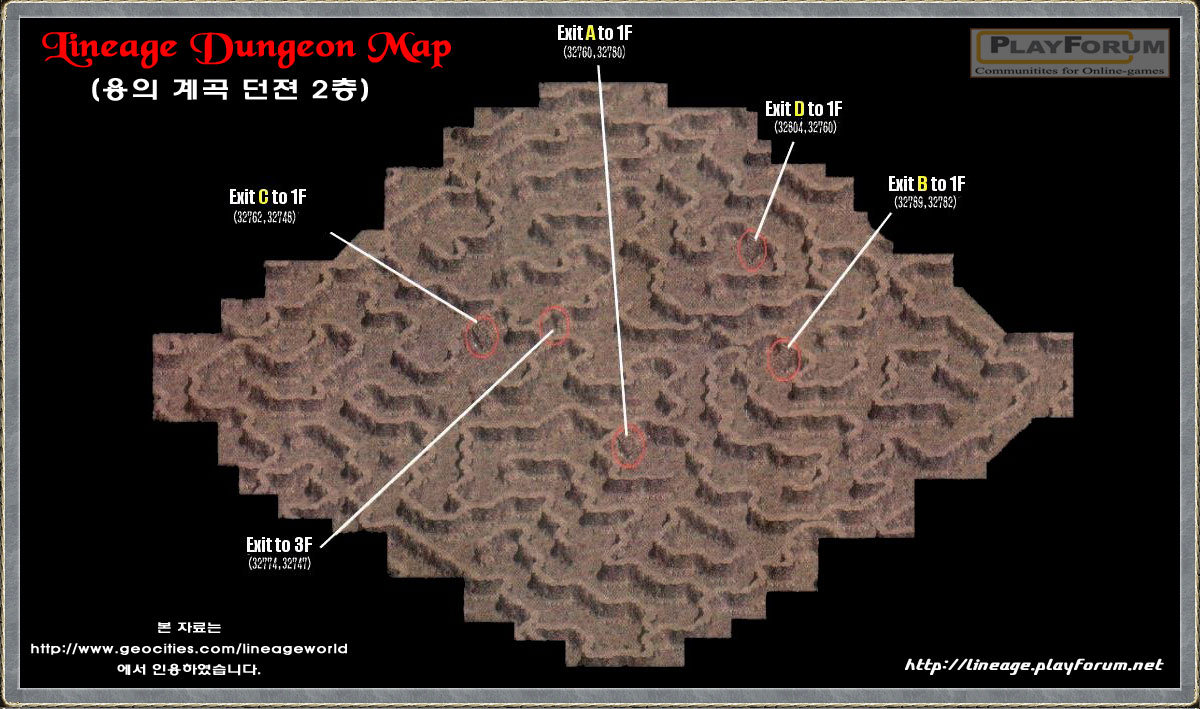 Lineage Dungeon Map
(용의 계곡 던젼 2층)
PLAYFORUM
Communitites for Online-games
Exit A to 1F
(32760,32780)
Exit D to 1F
(32804,32760)
Exit B to 1F
(32789,32782)
Exit C to 1F
(32762,32748)
Exit to 3F
(32774,32747)
본 자료는
http://www.geocities.com/lineageworld
에서 인용하였습니다.
http://lineage.playforum.net